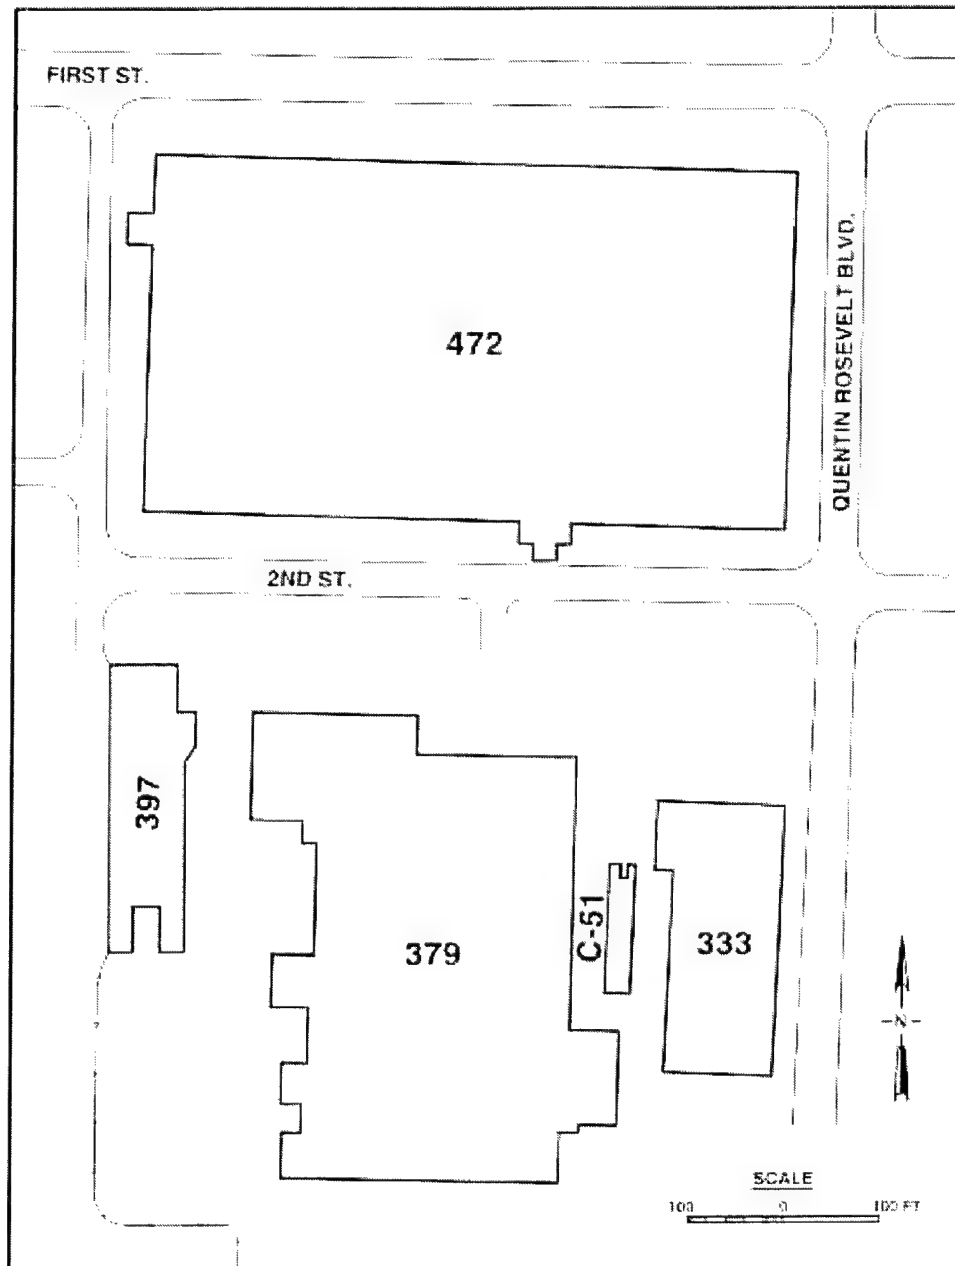 FIRST ST.
472
QUENTIN ROSEVELT BLVD.
2ND ST.
397
379
C-51
333
N
SCALE
100 0 100 FT